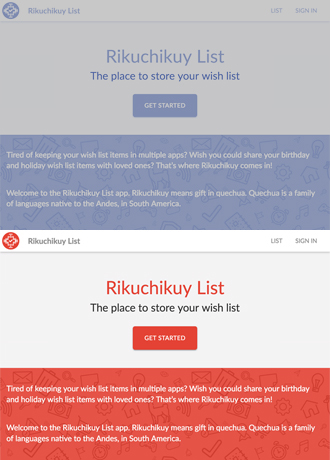 Rikuchikuy List LIST SIGN IN
Rikuchikuy List
The place to store your wish list
GET STARTED
Tired of keeping your wish list items in multiple apps? Wish you could share your birthday
and holiday wish list items with loved ones? That's where Rikuchikuy comes in!
Welcome to the Rikuchikuy List app. Rikuchikuy means gift in quechua. Quechua is a family
of languages native to the Andes, in South America.
Rikuchikuy List LIST SIGN IN
Rikuchikuy List
The place to store your wish list
GET STARTED
Tired of keeping your wish list items in multiple apps? Wish you could share your birthday
and holiday wish list items with loved ones? That's where Rikuchikuy comes in!
Welcome to the Rikuchikuy List app. Rikuchikuy means gift in quechua. Quechua is a family
of languages native to the Andes, in South America.